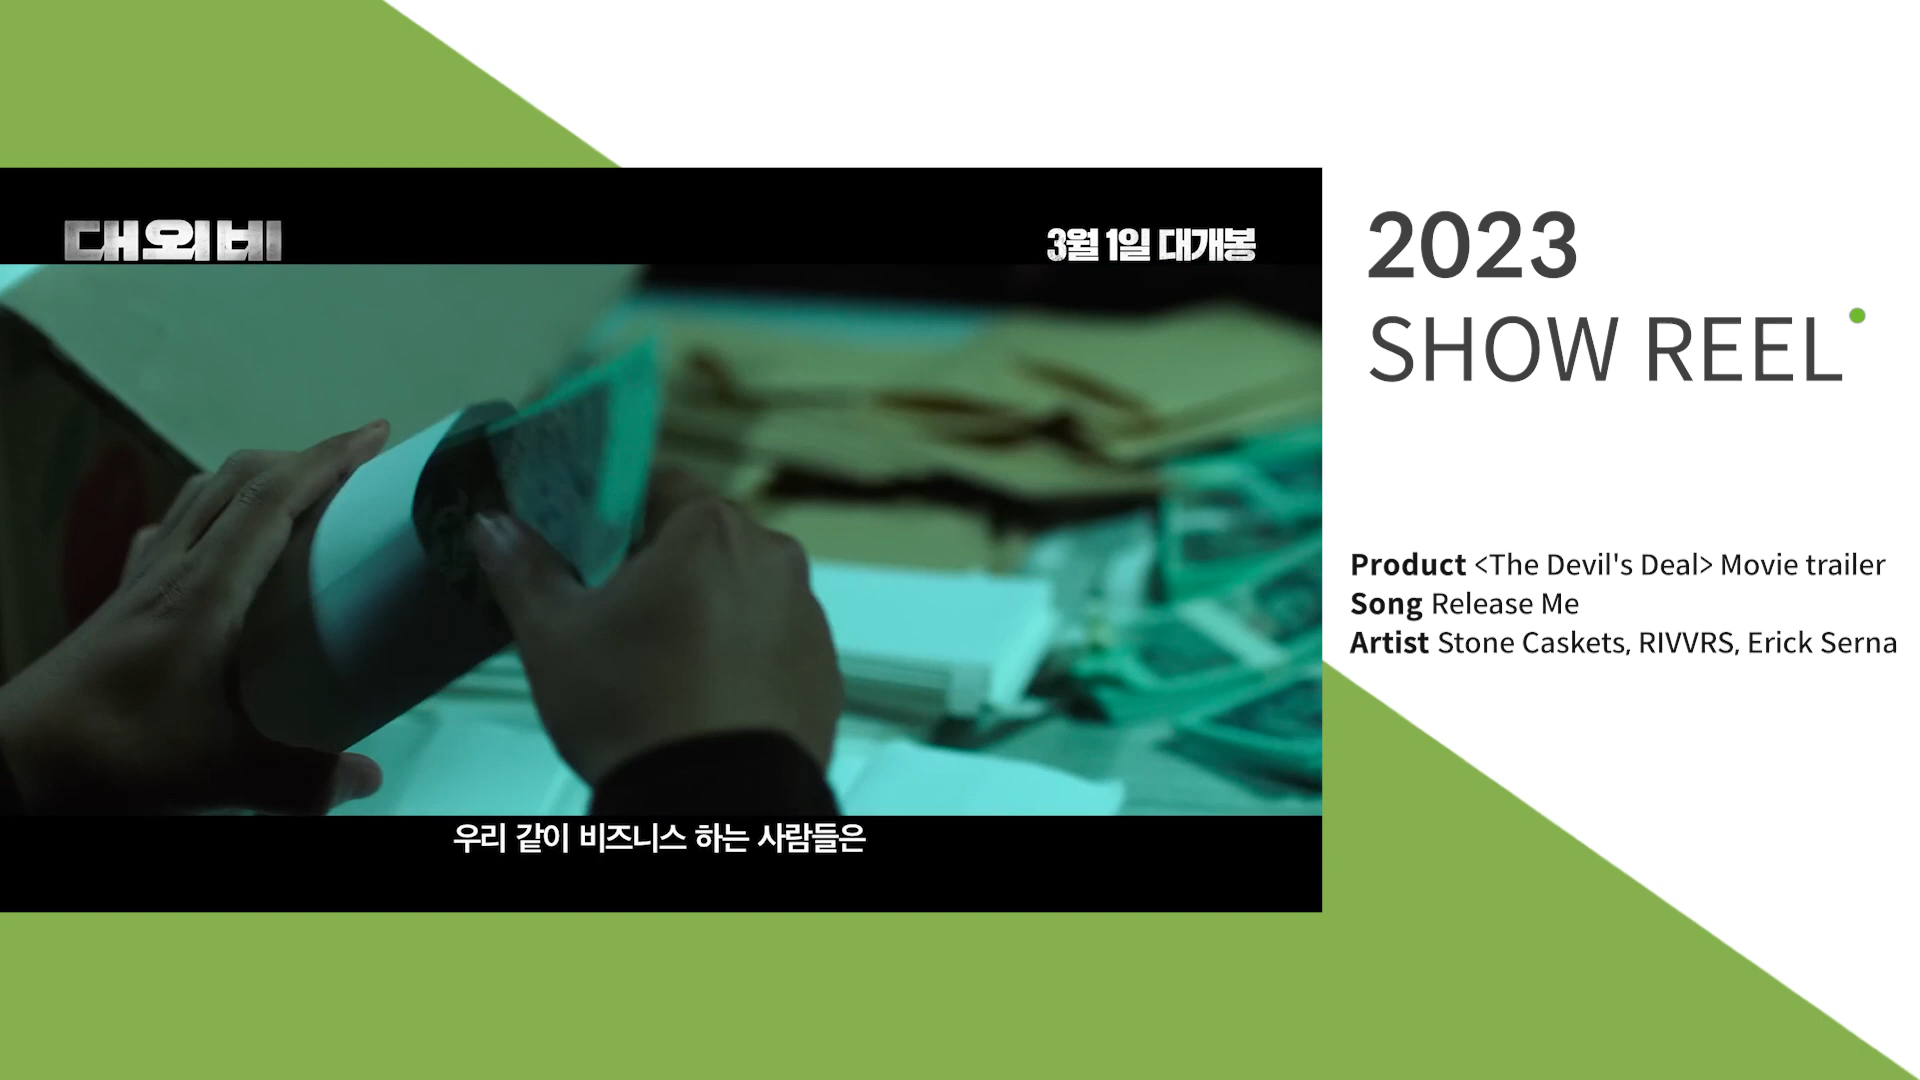 대외비
3월 1일 대개봉
우리 같이 비즈니스 하는 사람들은
2023
SHOW REEL
Product <The Devil's Deal> Movie trailer
Song Release Me
Artist Stone Caskets, RIVVRS, Erick Serna